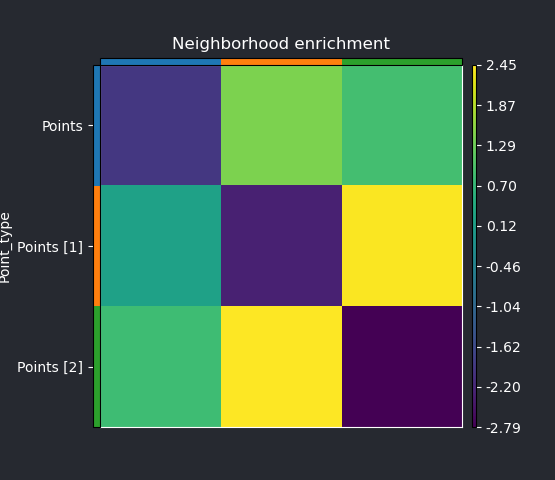 Neighborhood enrichment
Point_type
Points
Points [1]
Points [2]
2.45
1.87
1.29
0.70
0.12
-0.46
-1.04
-1.62
-2.20
-2.79